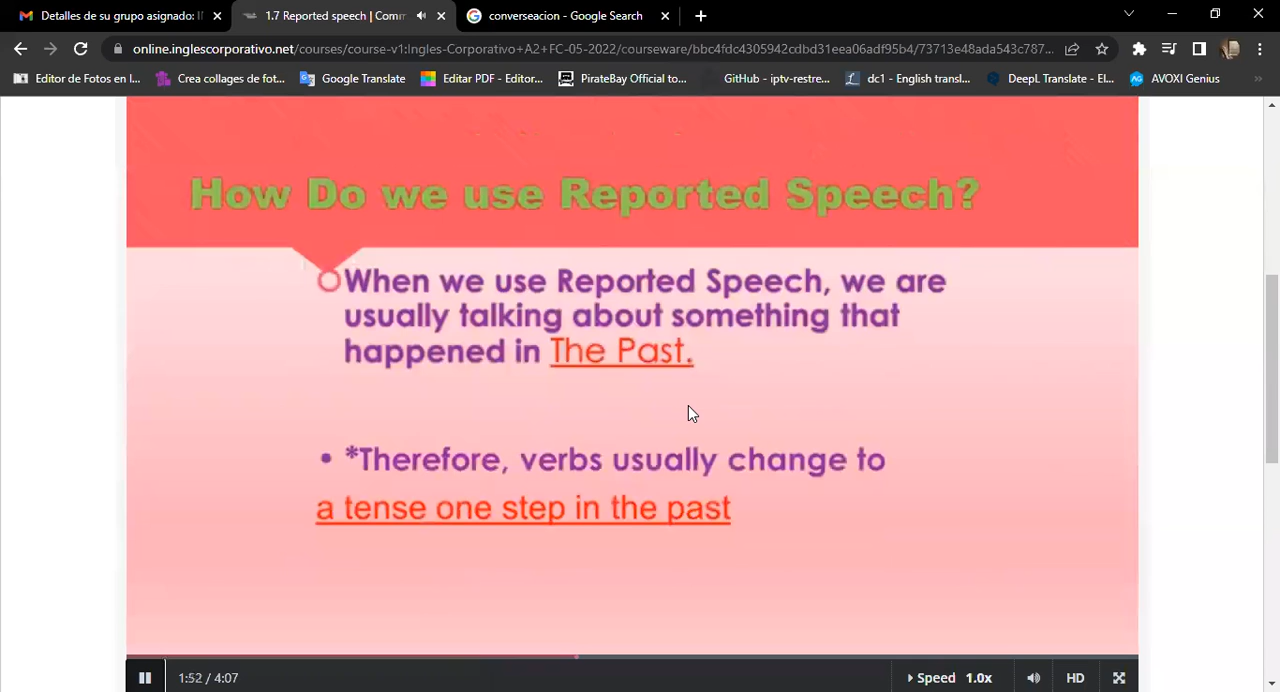 Detalles de su grupo asignado: I
1.7 Reported speech | Comm
converseacion - Google Search
online.inglescorporativo.net/courses/course-v1:Ingles-Corporativo+A2+FC-05-2022/courseware/bbc4fdc4305942cdbd31eea06adf95b4/73713e48ada543c787...
Editor de Fotos en l...
Crea collages de fot...
Google Translate
Editar PDF - Editor...
PirateBay Official to...
GitHub - iptv-restre...
dc1 - English transl...
DeepL Translate - El...
AVOXI Genius
How Do we use Reported Speech?
When we use Reported Speech, we are
usually talking about something that
happened in The Past.
• *Therefore, verbs usually change to
a tense one step in the past
1:52 / 4:07
Speed 1.0x
HD